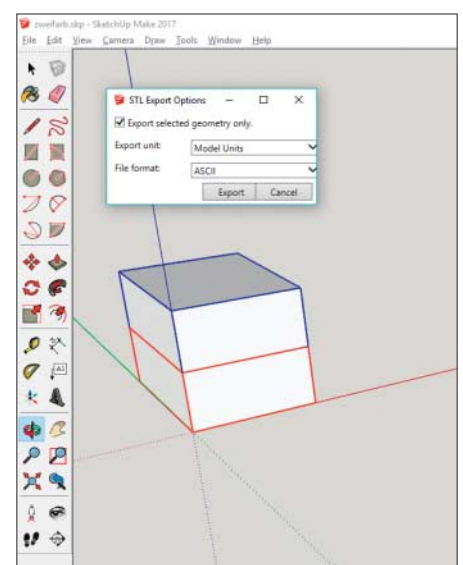 zweifarb.skp - SketchUp Make 2017
File Edit View Camera Draw Tools Window Help
STL Export Options
Export selected geometry only.
Export unit: Model Units
File format: ASCII
Export Cancel
A1